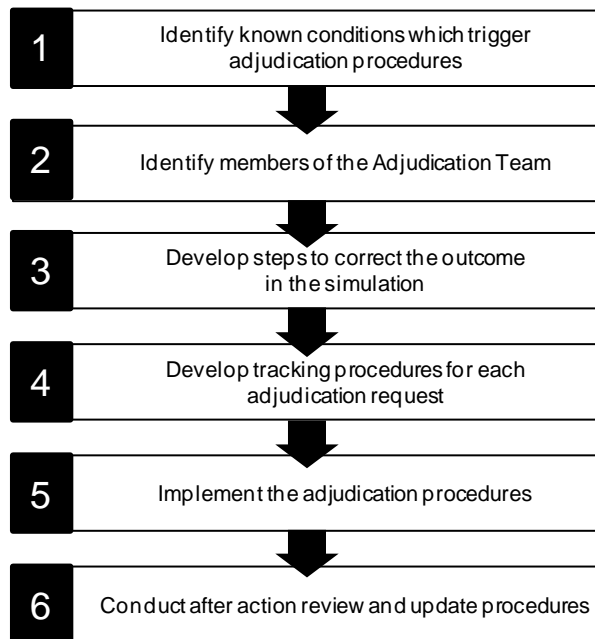 1
Identify known conditions which trigger
adjudication procedures
2
Identify members of the Adjudication Team
3
Develop steps to correct the outcome
in the simulation
4
Develop tracking procedures for each
adjudication request
5
Implement the adjudication procedures
6
Conduct after action review and update procedures